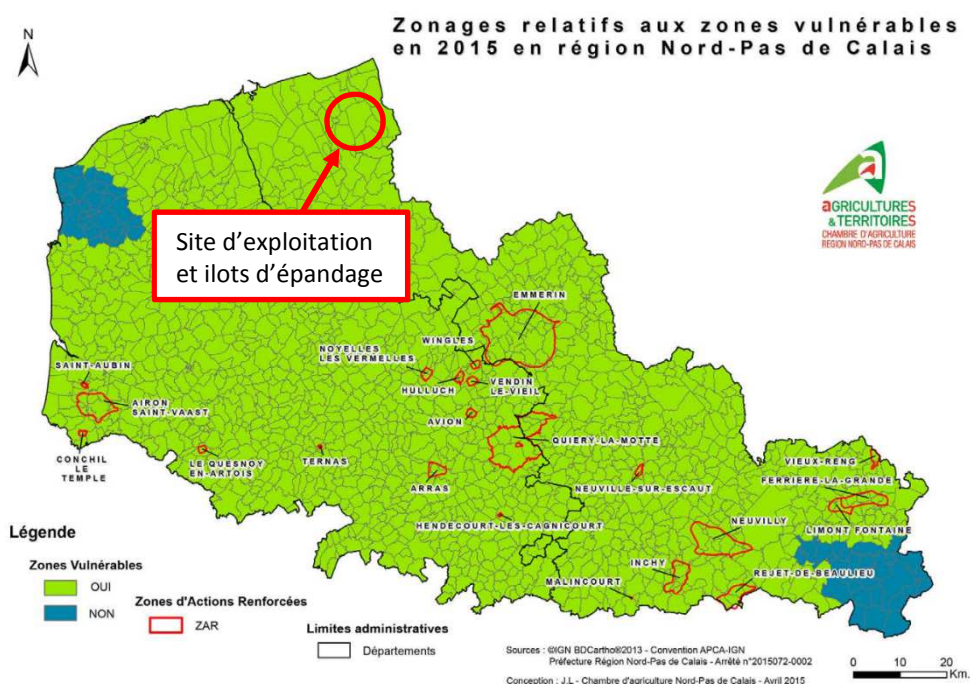 Zonages relatifs aux zones vulnérables
en 2015 en région Nord-Pas de Calais
N
AGRICULTURES
& TERRITOIRES
CHAMBRE D'AGRICULTURE
RÉGION NORD-PAS DE CALAIS
Site d'exploitation
et ilots d'épandage
EMMERIN
WINGLES
NOYELLES
LES VERMELLES
HULLUCH
VENDIN
LE VIEIL
SAINT-AUBIN
AIRON
SAINT-VAAST
AVION
QUIERY-LA-MOTTE
CONCHIL
LE
TEMPLE
LE QUESNOY
EN-ARTOIS
TERNAS
ARRAS
NEUVILLE-SUR-ESCAUT
VIEUX-RENG
FERRIÈRE-LA-GRANDE
LIMONT FONTAINE
HENDECOURT-LES-CAGNICOURT
NEUVILLY
INCHY
REJET-DE-BEAULIEU
MALINCOURT
Légende
Zones Vulnérables
OUI
NON
Zones d'Actions Renforcées
ZAR
Limites administratives
Départements
Sources : @IGN BDCartho®2013 - Convention APCA-IGN
Préfecture Région Nord-Pas de Calais - Arrêté n°2015072-0002
Conception : J.L - Chambre d'agriculture Nord-Pas de Calais - Avril 2015
0 10 20
Km.